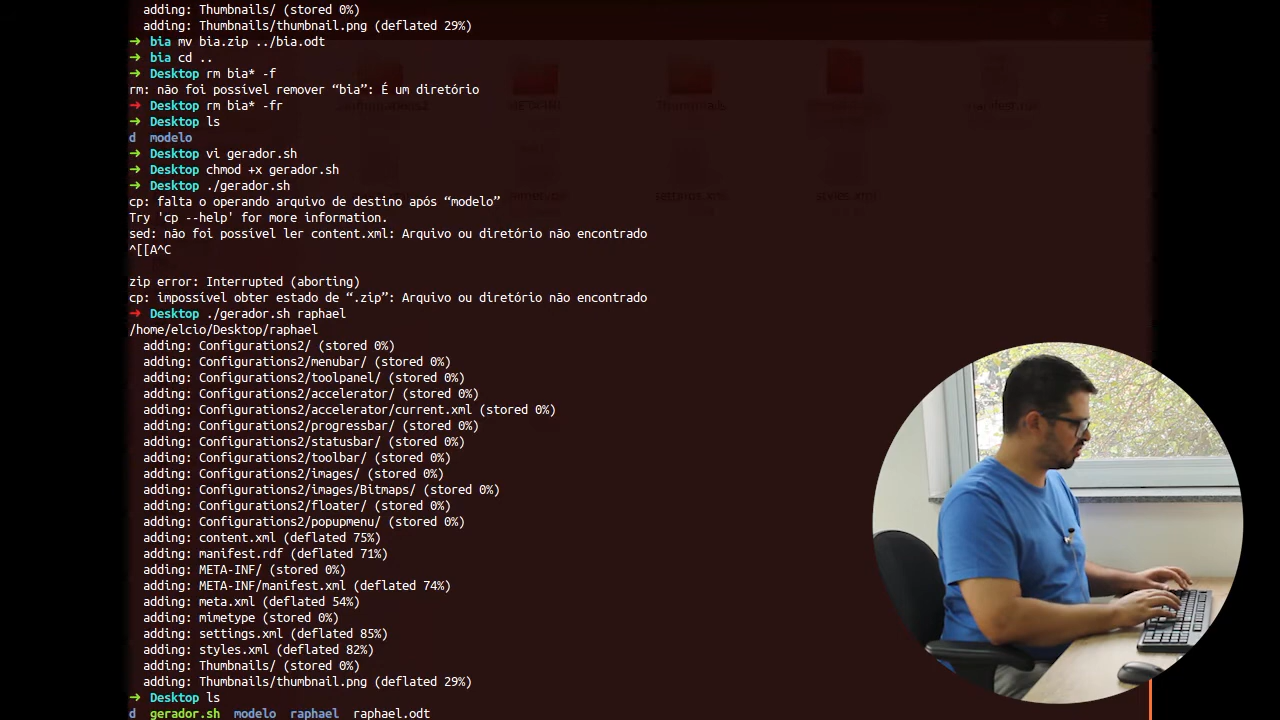 adding: Thumbnails/ (stored 0%)
adding: Thumbnails/thumbnail.png (deflated 29%)
➜ bia mv bia.zip ../bia.odt
➜ bia cd ..
➜ Desktop rm bia* -f
rm: não foi possível remover “bia”: É um diretório
➜ Desktop rm bia* -fr
➜ Desktop ls
d modelo
➜ Desktop vi gerador.sh
➜ Desktop chmod +x gerador.sh
➜ Desktop ./gerador.sh
cp: falta o operando arquivo de destino após “modelo”
Try 'cp --help' for more information.
sed: não foi possível ler content.xml: Arquivo ou diretório não encontrado
^[[A^C
zip error: Interrupted (aborting)
cp: impossível obter estado de “.zip”: Arquivo ou diretório não encontrado
➜ Desktop ./gerador.sh raphael
/home/elcio/Desktop/raphael
adding: Configurations2/ (stored 0%)
adding: Configurations2/menubar/ (stored 0%)
adding: Configurations2/toolpanel/ (stored 0%)
adding: Configurations2/accelerator/ (stored 0%)
adding: Configurations2/accelerator/current.xml (stored 0%)
adding: Configurations2/progressbar/ (stored 0%)
adding: Configurations2/statusbar/ (stored 0%)
adding: Configurations2/toolbar/ (stored 0%)
adding: Configurations2/images/ (stored 0%)
adding: Configurations2/images/Bitmaps/ (stored 0%)
adding: Configurations2/floater/ (stored 0%)
adding: Configurations2/popupmenu/ (stored 0%)
adding: content.xml (deflated 75%)
adding: manifest.rdf (deflated 71%)
adding: META-INF/ (stored 0%)
adding: META-INF/manifest.xml (deflated 74%)
adding: meta.xml (deflated 54%)
adding: mimetype (stored 0%)
adding: settings.xml (deflated 85%)
adding: styles.xml (deflated 82%)
adding: Thumbnails/ (stored 0%)
adding: Thumbnails/thumbnail.png (deflated 29%)
➜ Desktop ls
d gerador.sh modelo raphael raphael.odt